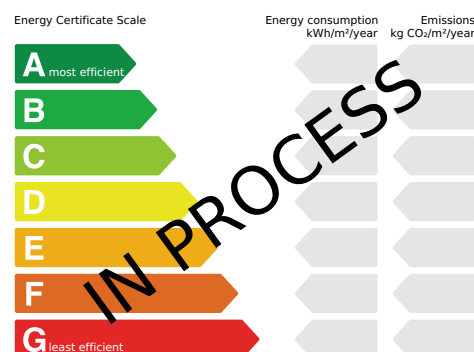 Energy Certificate Scale
Energy consumption
kWh/m²/year
Emissions
kg CO₂/m²/year
A most efficient
B
C
D
E
F
G least efficient
IN PROCESS